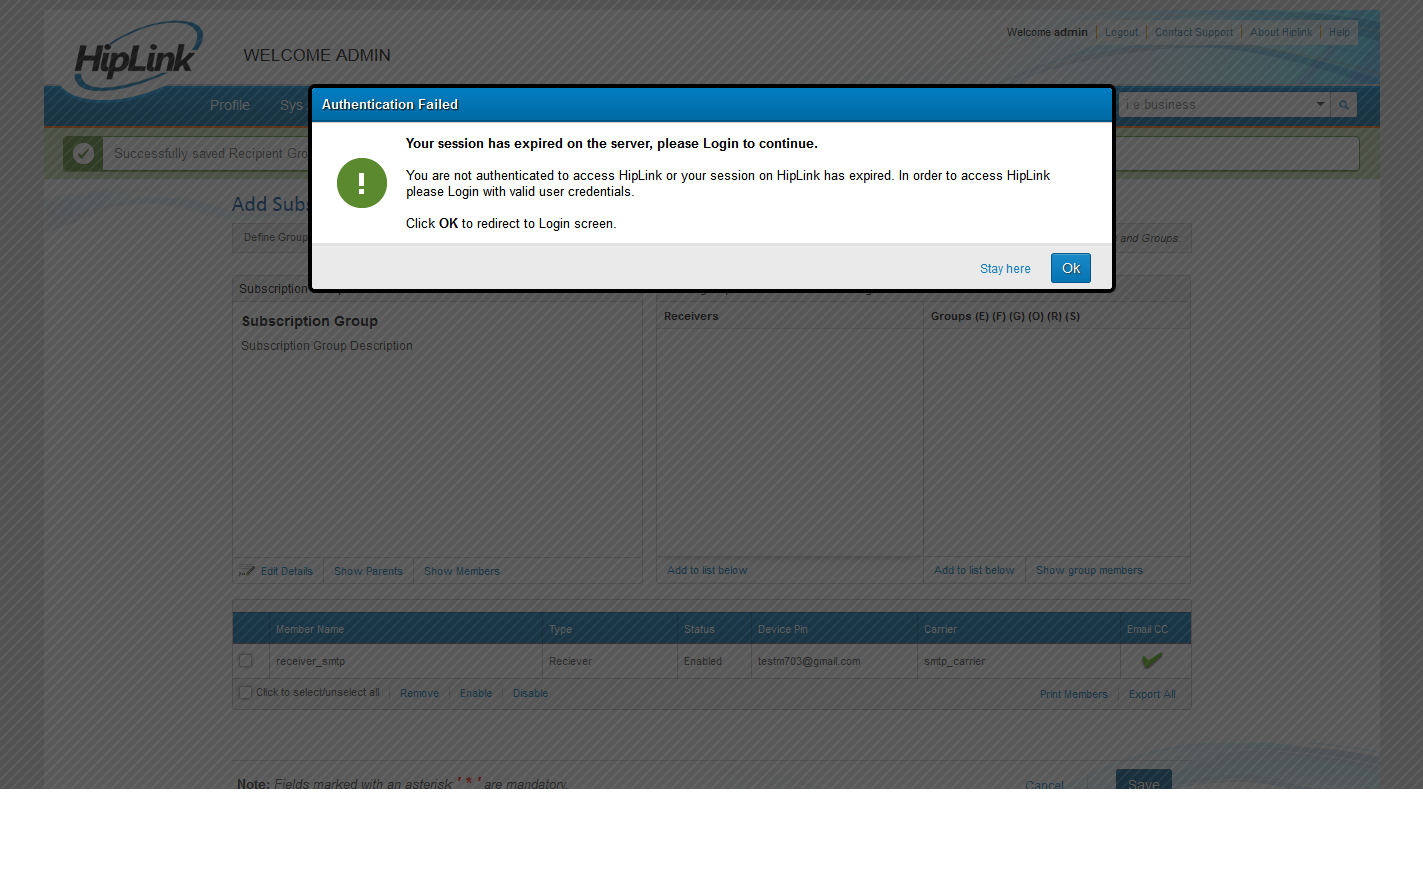 HipLink
WELCOME ADMIN
Welcome admin Logout Contact Support About Hiplink Help
Profile Sys
i.e business
Authentication Failed
Successfully saved Recipient Gro
Your session has expired on the server, please Login to continue.
You are not authenticated to access HipLink or your session on HipLink has expired. In order to access HipLink
please Login with valid user credentials.
Click OK to redirect to Login screen.
Stay here Ok
Add Subs
Define Group
and Groups.
Subscription
Subscription Group
Subscription Group Description
Receivers Groups (E) (F) (G) (O) (R) (S)
Edit Details Show Parents Show Members
Add to list below Add to list below Show group members
Member Name Type Status Device Pin Carrier Email CC
receiver_smtp Reciever Enabled testm703@gmail.com smtp_carrier
Click to select/unselect all Remove Enable Disable Print Members Export All
Note: Fields marked with an asterisk ' * ' are mandatory.
Cancel Save